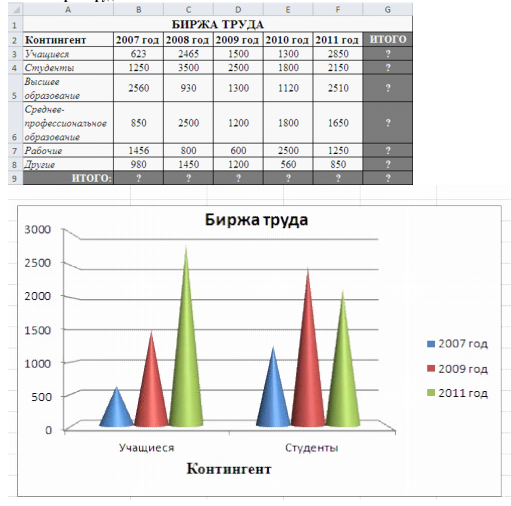 A B C D E F G
1 БИРЖА ТРУДА
2 Контингент 2007 год 2008 год 2009 год 2010 год 2011 год ИТОГО
3 Учащиеся 623 2465 1500 1300 2850 ?
4 Студенты 1250 3500 2500 1800 2150 ?
Высшее
5 образование 2560 930 1300 1120 2510 ?
Средне-
профессиональное 850 2500 1200 1800 1650 ?
6 образование
7 Рабочие 1456 800 600 2500 1250 ?
8 Другие 980 1450 1200 560 850 ?
9 ИТОГО: ? ? ? ? ? ?
Биржа труда
3000
2500
2000
1500
1000
500
0
2007 год
2009 год
2011 год
Учащиеся Студенты
Контингент